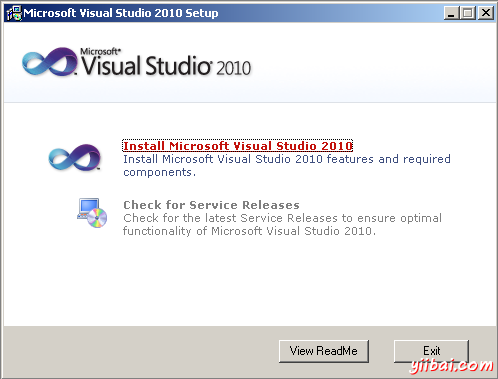 Microsoft Visual Studio 2010 Setup
Microsoft®
Visual Studio® 2010
Install Microsoft Visual Studio 2010
Install Microsoft Visual Studio 2010 features and required
components.
Check for Service Releases
Check for the latest Service Releases to ensure optimal
functionality of Microsoft Visual Studio 2010.
View ReadMe
Exit
yiibai.com